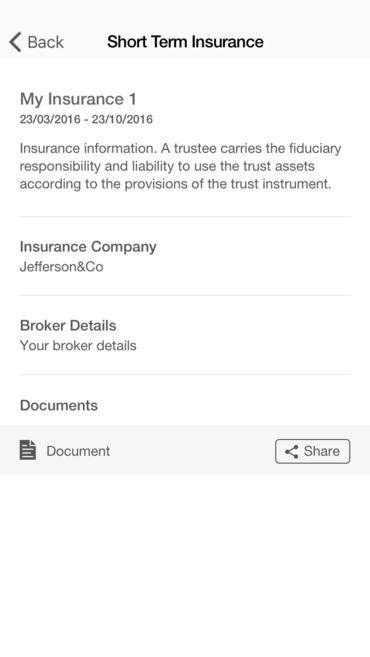 Back Short Term Insurance
My Insurance 1
23/03/2016 - 23/10/2016
Insurance information. A trustee carries the fiduciary
responsibility and liability to use the trust assets
according to the provisions of the trust instrument.
Insurance Company
Jefferson&Co
Broker Details
Your broker details
Documents
Document Share